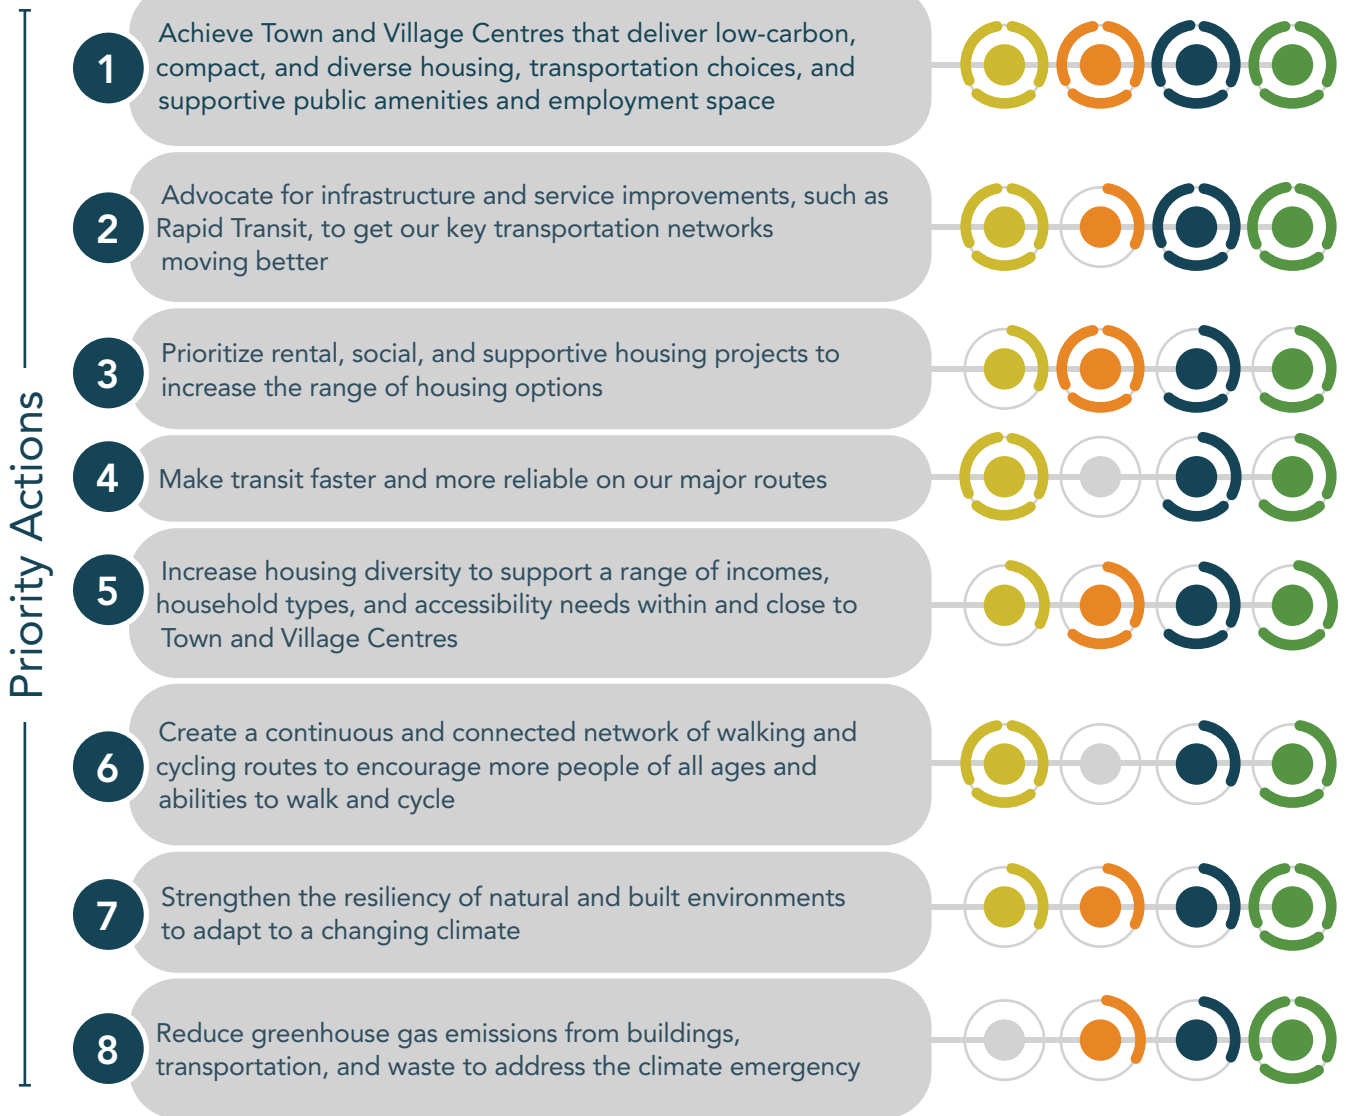 Priority Actions
1
Achieve Town and Village Centres that deliver low-carbon,
compact, and diverse housing, transportation choices, and
supportive public amenities and employment space
2
Advocate for infrastructure and service improvements, such as
Rapid Transit, to get our key transportation networks
moving better
3
Prioritize rental, social, and supportive housing projects to
increase the range of housing options
4
Make transit faster and more reliable on our major routes
5
Increase housing diversity to support a range of incomes,
household types, and accessibility needs within and close to
Town and Village Centres
6
Create a continuous and connected network of walking and
cycling routes to encourage more people of all ages and
abilities to walk and cycle
7
Strengthen the resiliency of natural and built environments
to adapt to a changing climate
8
Reduce greenhouse gas emissions from buildings,
transportation, and waste to address the climate emergency